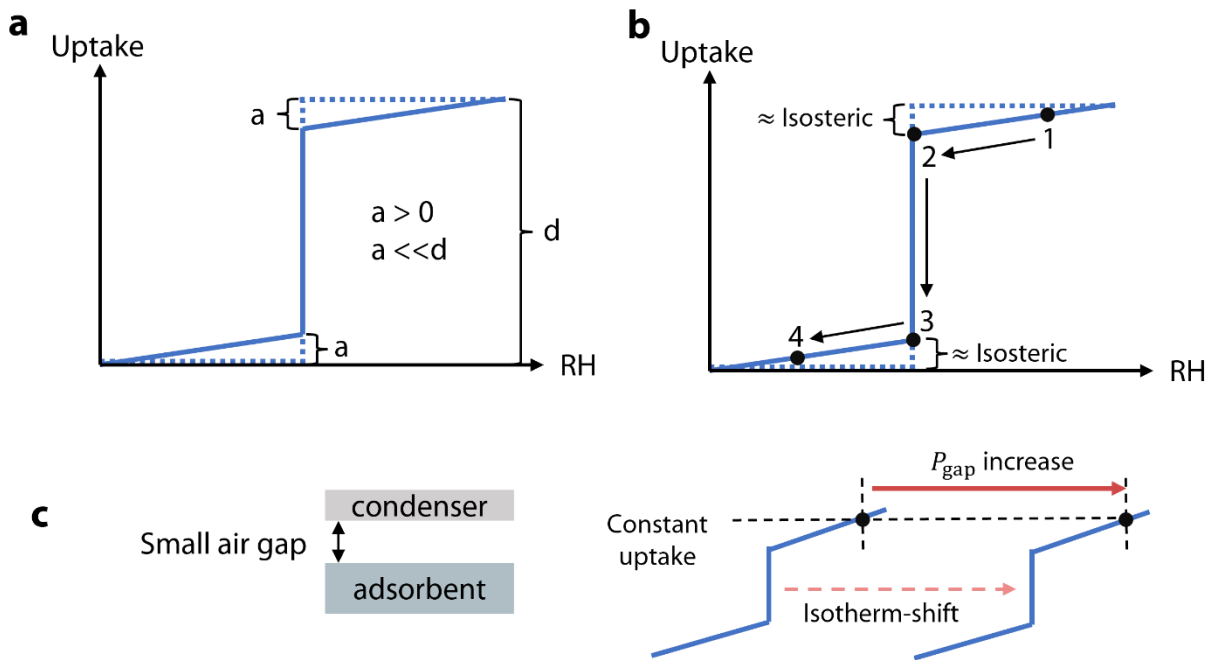 a
Uptake
a
a > 0
a <<d
d
a
RH
b
Uptake
≈ Isosteric
1
2
3
4
≈ Isosteric
RH
c
condenser
Small air gap
adsorbent
P_gap increase
Constant
uptake
Isotherm-shift